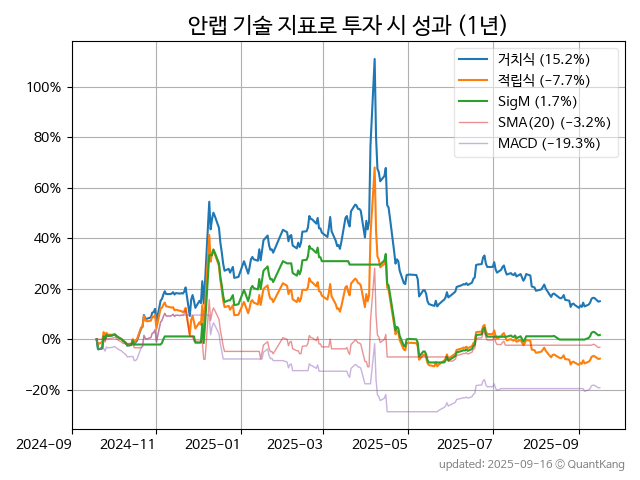 안랩 기술 지표로 투자 시 성과 (1년)
거치식 (15.2%)
적립식 (-7.7%)
SigM (1.7%)
SMA(20) (-3.2%)
MACD (-19.3%)
100%
80%
60%
40%
20%
0%
-20%
2024-09 2024-11 2025-01 2025-03 2025-05 2025-07 2025-09
updated: 2025-09-16 © QuantKang